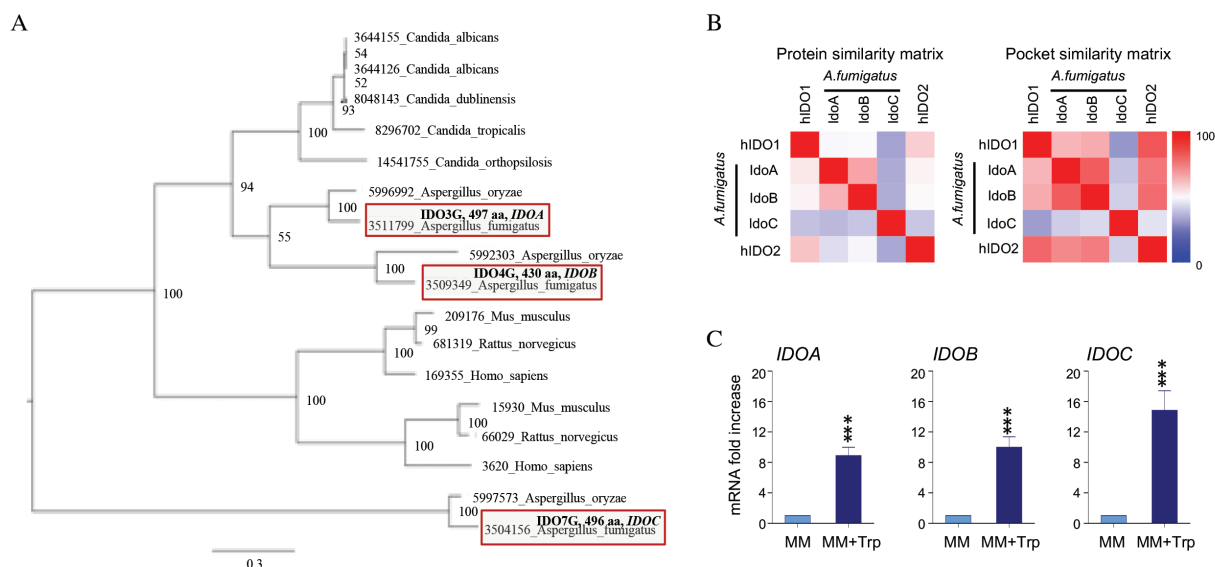 A
3644155_Candida_albicans
54
3644126_Candida_albicans
52
8048143_Candida_dublinensis
93
100
8296702_Candida_tropicalis
14541755_Candida_orthopsilosis
94
5996992_Aspergillus_oryzae
100
IDO3G, 497 aa, IDOA
3511799_Aspergillus_fumigatus
55
5992303_Aspergillus_oryzae
100
IDO4G, 430 aa, IDOB
3509349_Aspergillus_fumigatus
100
209176_Mus_musculus
99
681319_Rattus_norvegicus
100
169355_Homo_sapiens
100
15930_Mus_musculus
100
66029_Rattus_norvegicus
100
3620_Homo_sapiens
5997573_Aspergillus_oryzae
100
IDO7G, 496 aa, IDOC
3504156_Aspergillus_fumigatus
0.3
B
Protein similarity matrix
A.fumigatus
hIDO1 IdoA IdoB IdoC hIDO2
hIDO1
IdoA
IdoB
IdoC
hIDO2
A.fumigatus
Pocket similarity matrix
A.fumigatus
hIDO1 IdoA IdoB IdoC hIDO2
hIDO1
IdoA
IdoB
IdoC
hIDO2
A.fumigatus
100
80
60
40
20
0
C
mRNA fold increase
IDOA
20
16
12
8
4
0
***
MM MM+Trp
IDOB
20
16
12
8
4
0
***
MM MM+Trp
IDOC
20
16
12
8
4
0
***
MM MM+Trp